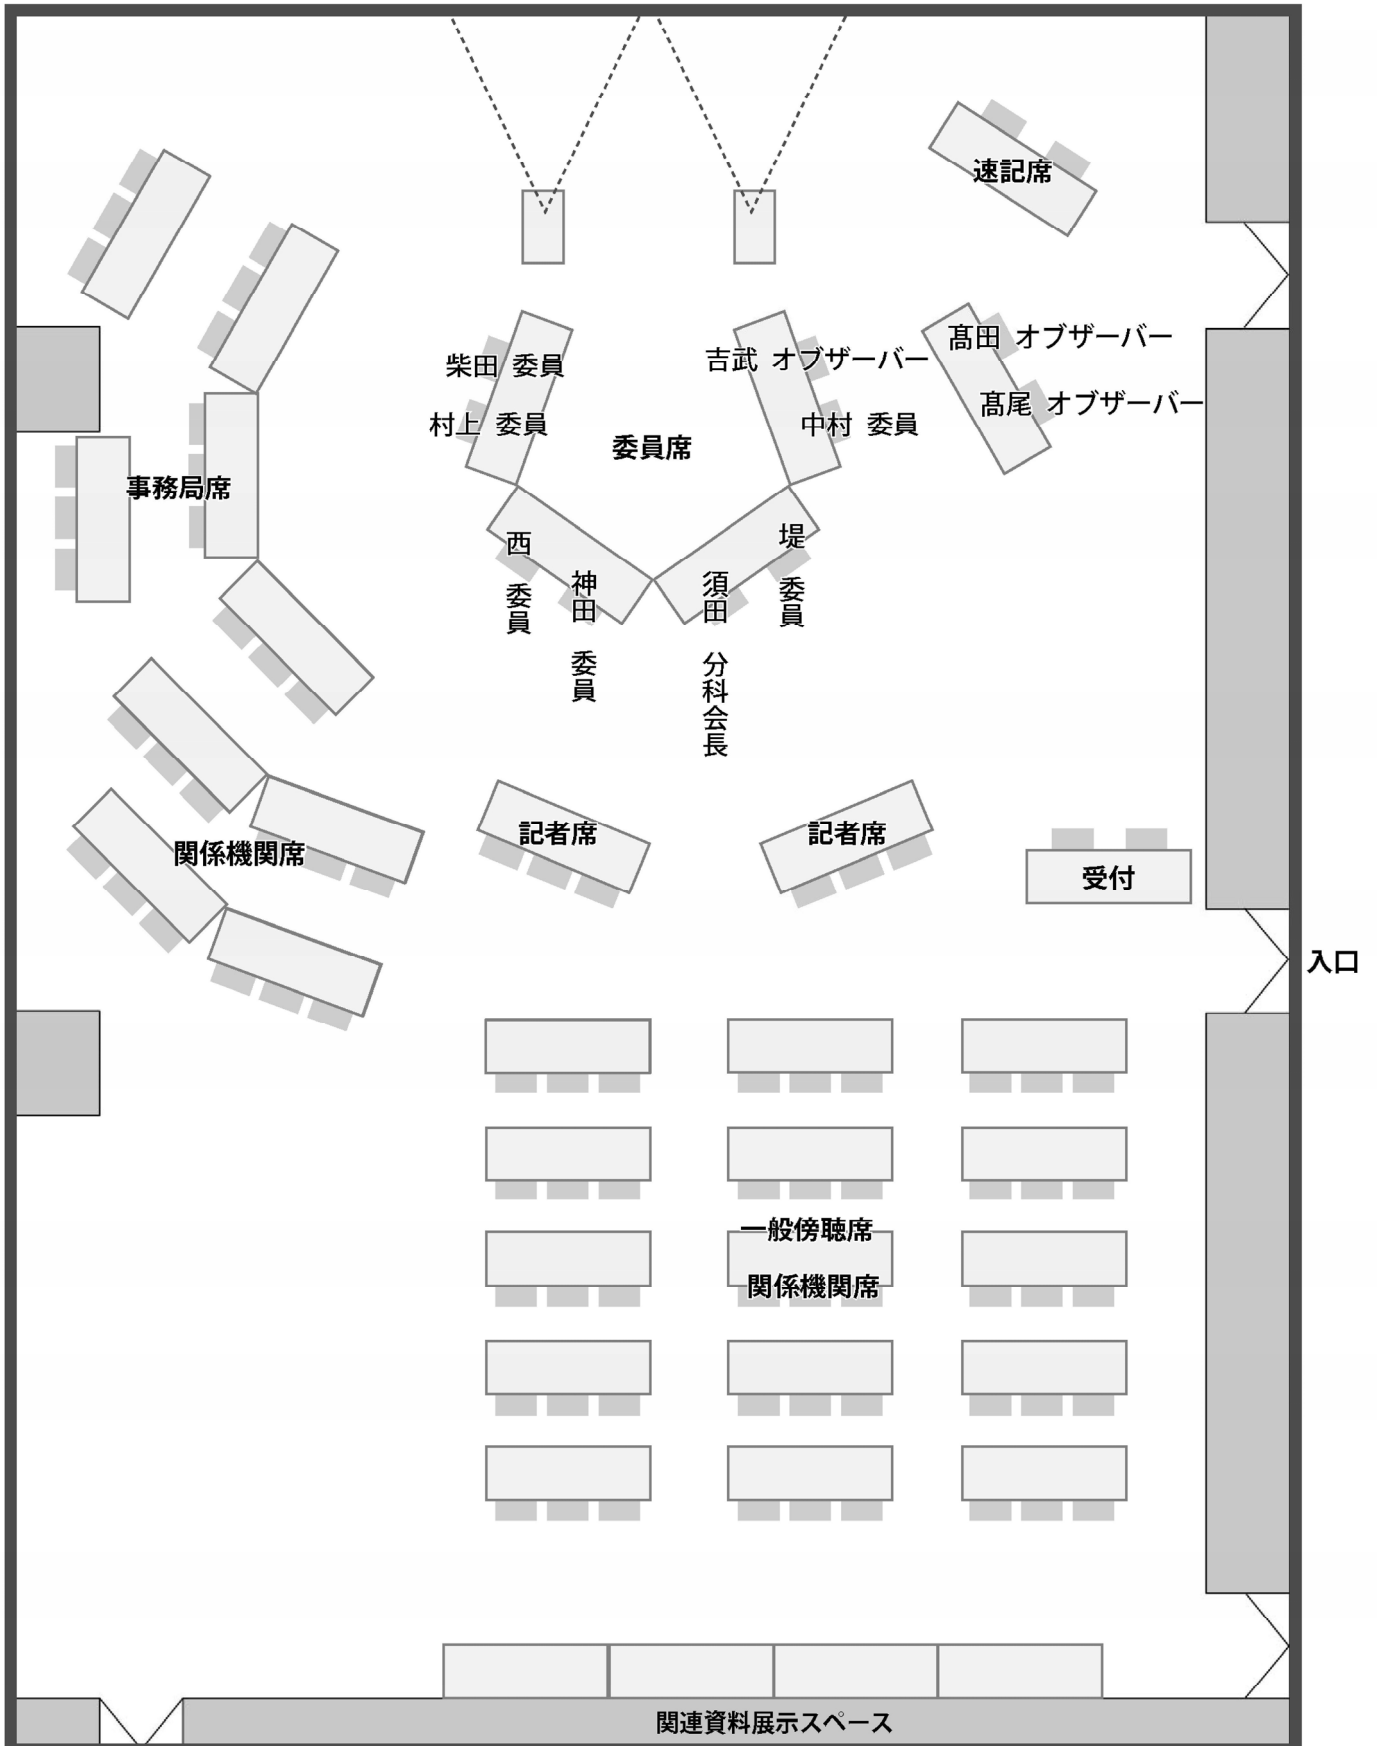 速記席
髙田 オブザーバー
柴田 委員
吉武 オブザーバー
髙尾 オブザーバー
村上 委員
中村 委員
委員席
事務局席
西 委員
神田 委員
須田 分科会長
堤 委員
記者席
記者席
関係機関席
受付
入口
一般傍聴席
関係機関席
関連資料展示スペース